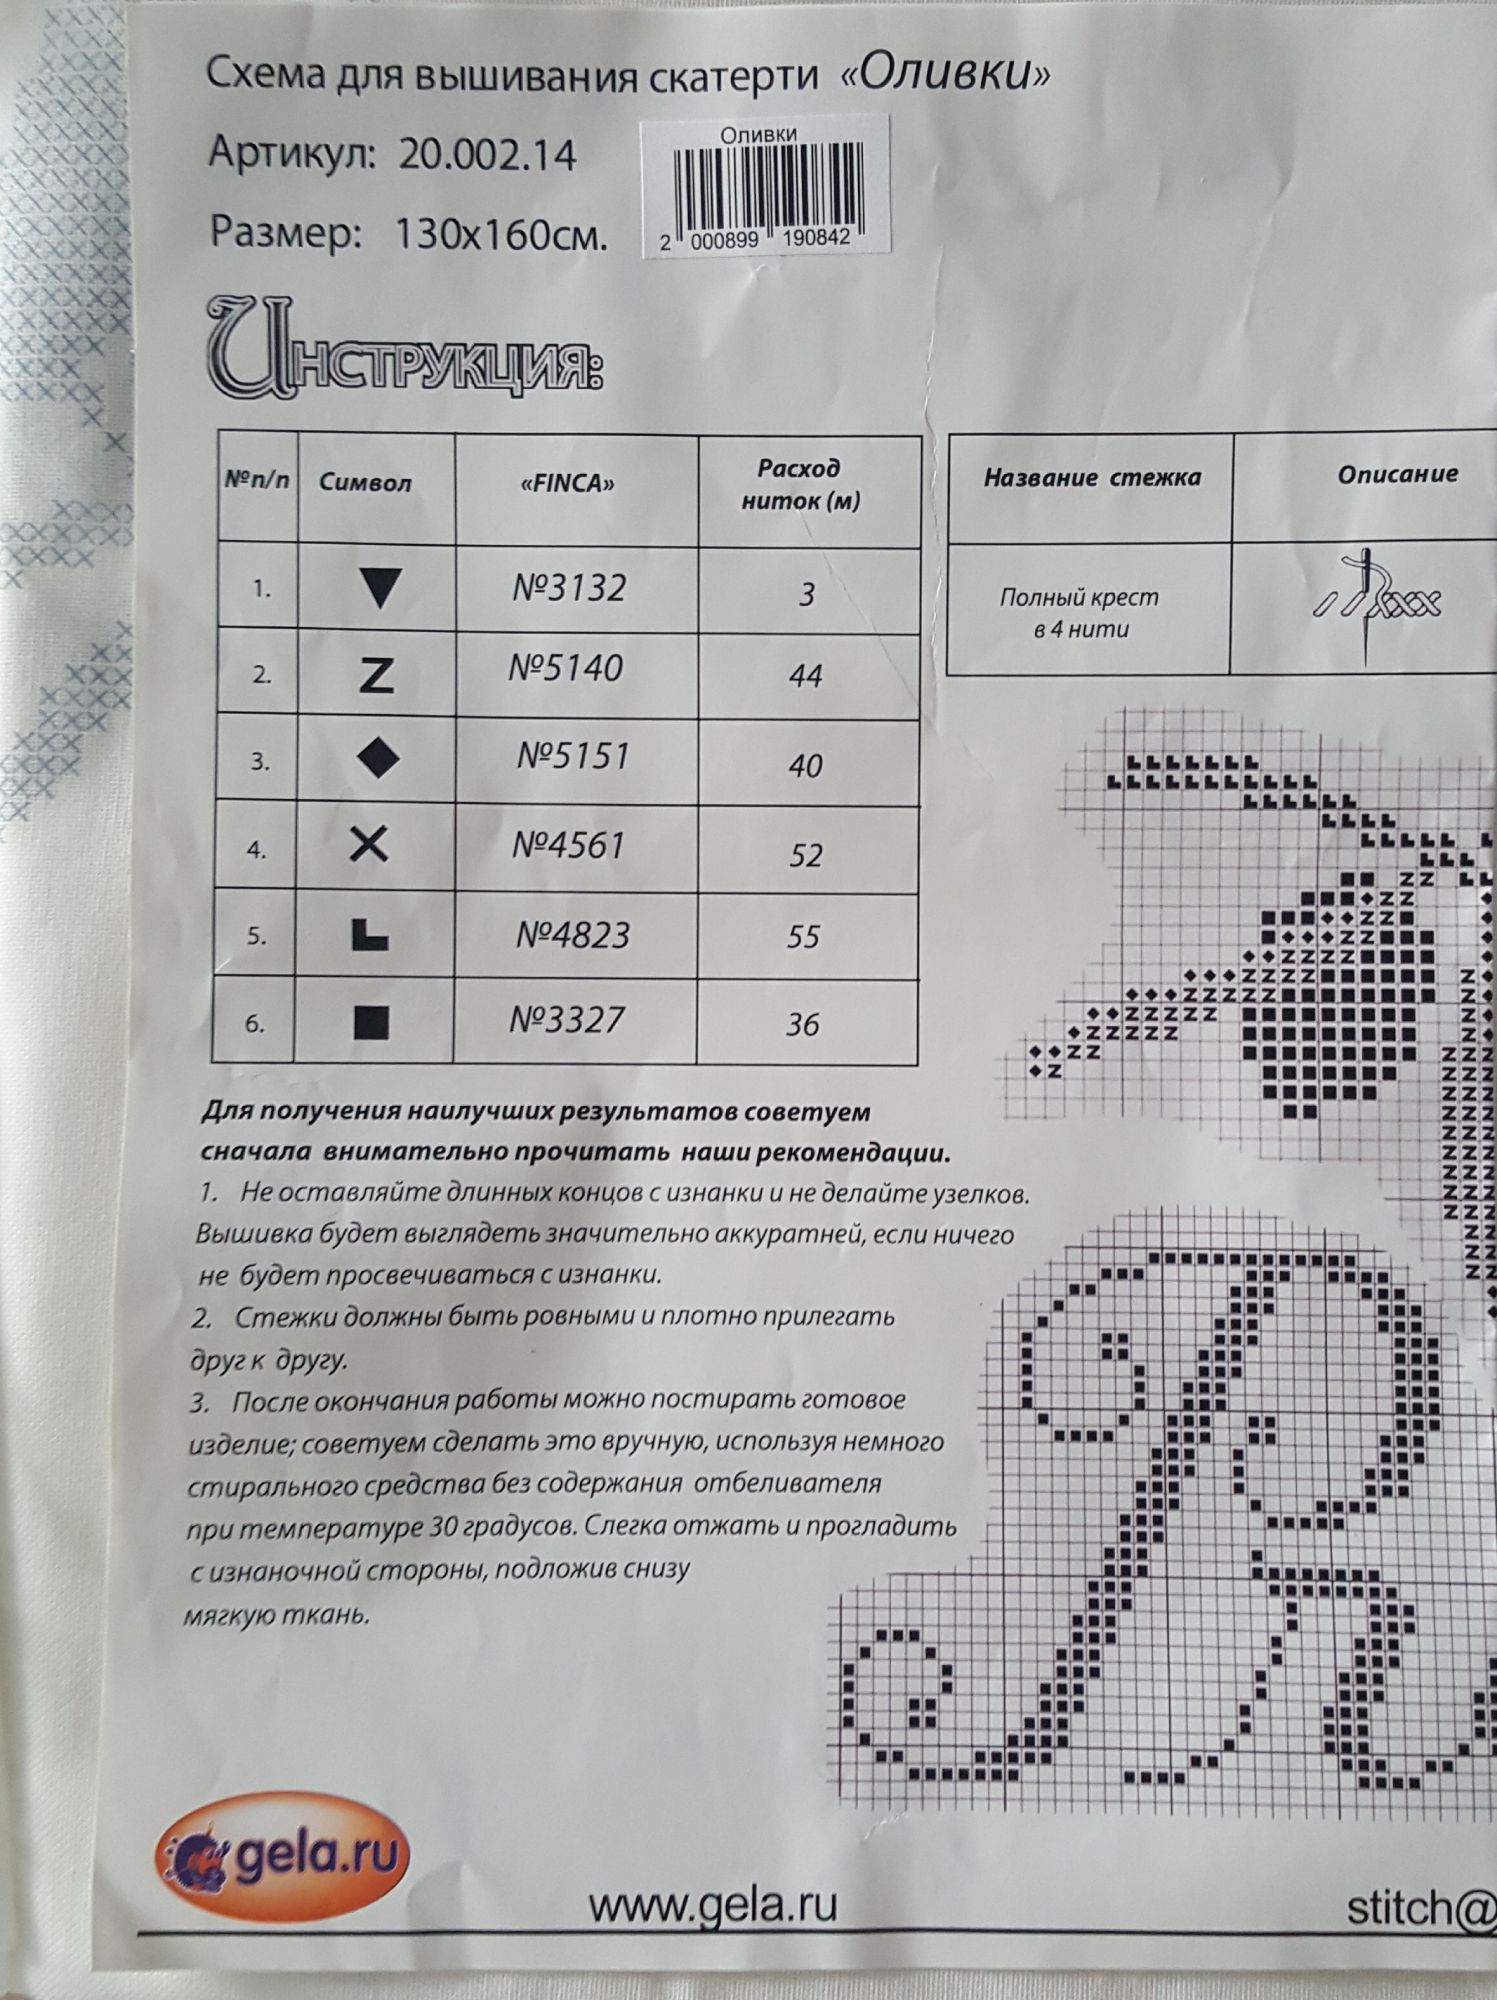 Схема для вышивания скатерти «Оливки»
Артикул: 20.002.14
Размер: 130х160см.
Оливки
2 000899 190842
Инструкция:
№п/п Символ «FINCA» Расход ниток (м)
1. ▼ №3132 3
2. Z №5140 44
3. ◆ №5151 40
4. ✕ №4561 52
5. L №4823 55
6. ■ №3327 36
Название стежка Описание
Полный крест
в 4 нити
Для получения наилучших результатов советуем
сначала внимательно прочитать наши рекомендации.
1. Не оставляйте длинных концов с изнанки и не делайте узелков.
Вышивка будет выглядеть значительно аккуратней, если ничего
не будет просвечиваться с изнанки.
2. Стежки должны быть ровными и плотно прилегать
друг к другу.
3. После окончания работы можно постирать готовое
изделие; советуем сделать это вручную, используя немного
стирального средства без содержания отбеливателя
при температуре 30 градусов. Слегка отжать и прогладить
с изнаночной стороны, подложив снизу
мягкую ткань.
gela.ru
www.gela.ru
stitch@